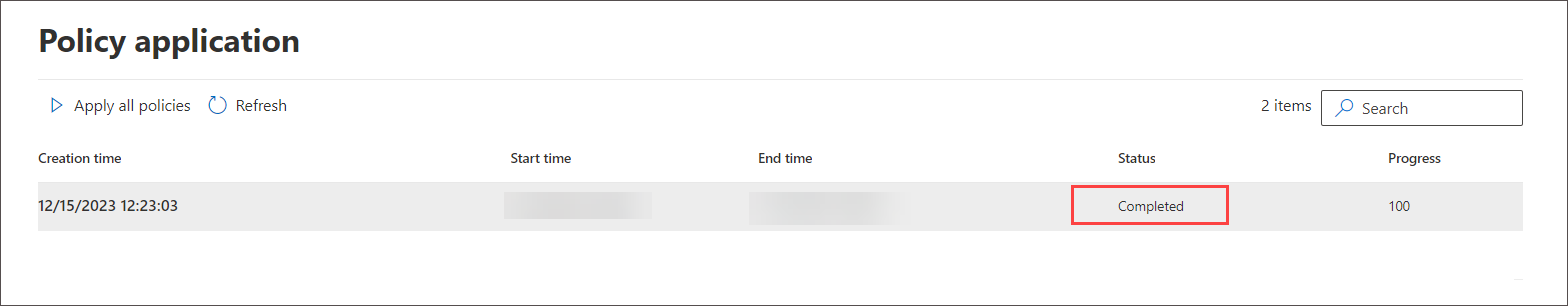 Policy application
Apply all policies Refresh 2 items Search
Creation time Start time End time Status Progress
12/15/2023 12:23:03 Completed 100